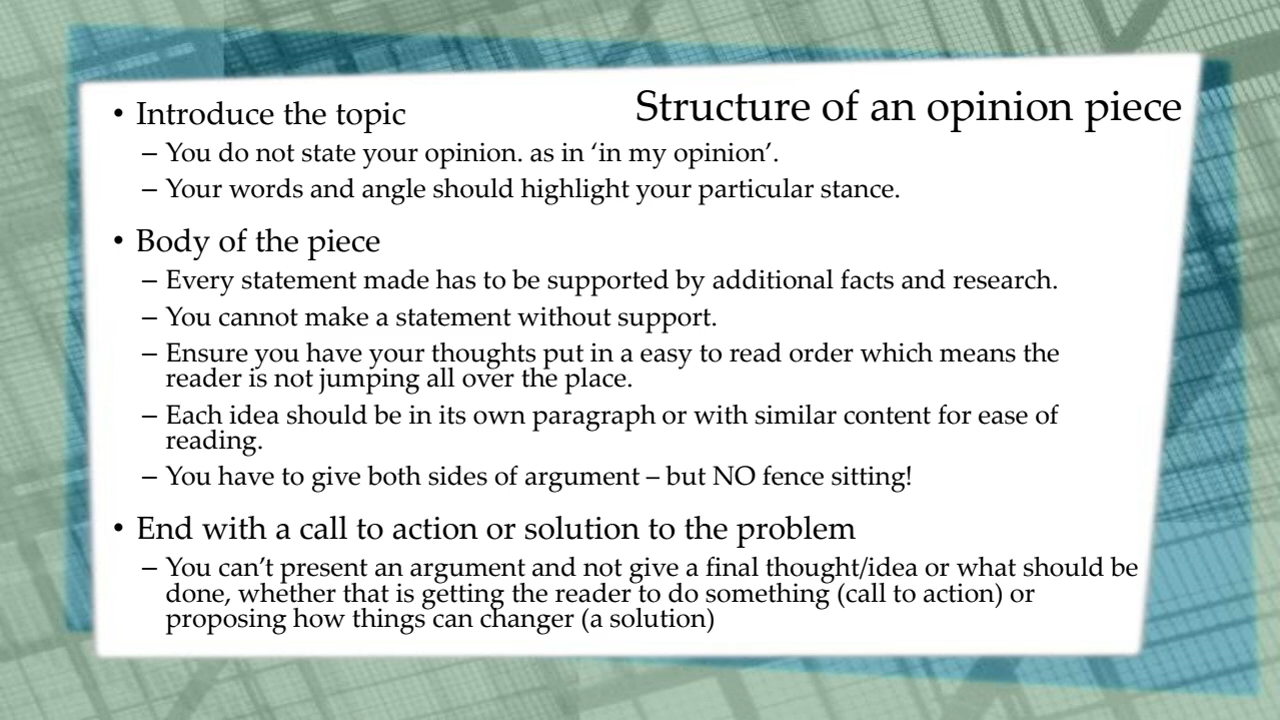 Structure of an opinion piece
• Introduce the topic
– You do not state your opinion. as in ‘in my opinion’.
– Your words and angle should highlight your particular stance.
• Body of the piece
– Every statement made has to be supported by additional facts and research.
– You cannot make a statement without support.
– Ensure you have your thoughts put in a easy to read order which means the
reader is not jumping all over the place.
– Each idea should be in its own paragraph or with similar content for ease of
reading.
– You have to give both sides of argument – but NO fence sitting!
• End with a call to action or solution to the problem
– You can’t present an argument and not give a final thought/idea or what should be
done, whether that is getting the reader to do something (call to action) or
proposing how things can changer (a solution)